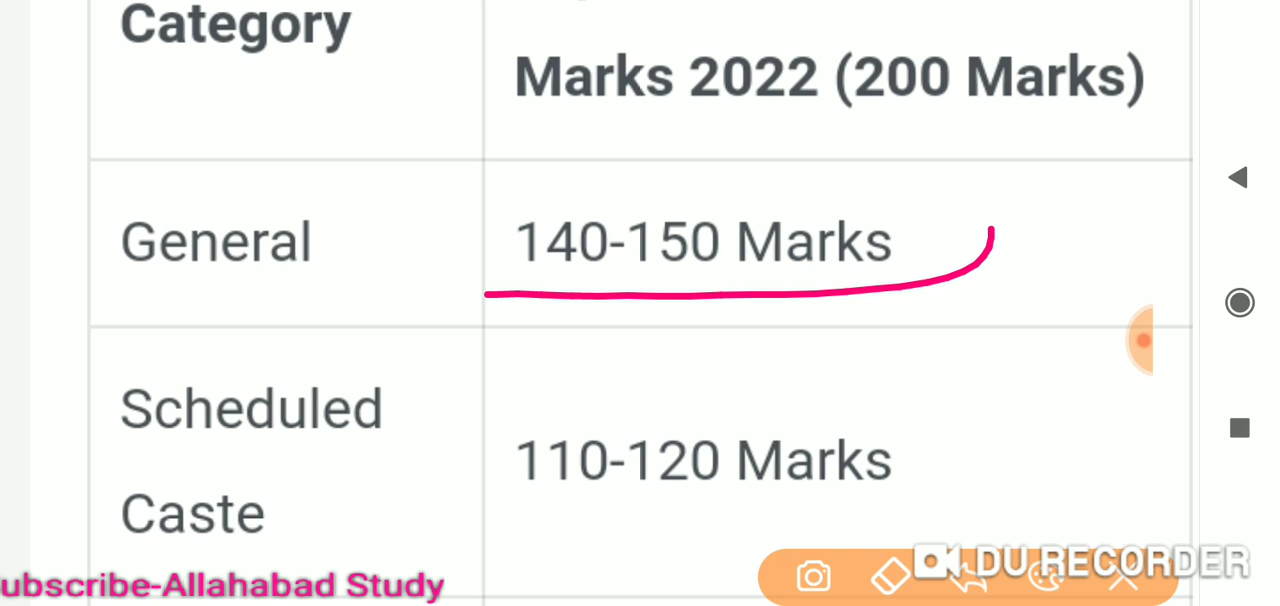 Category
Marks 2022 (200 Marks)
General
140-150 Marks
Scheduled
Caste
110-120 Marks
DU RECORDER
ubscribe-Allahabad Study